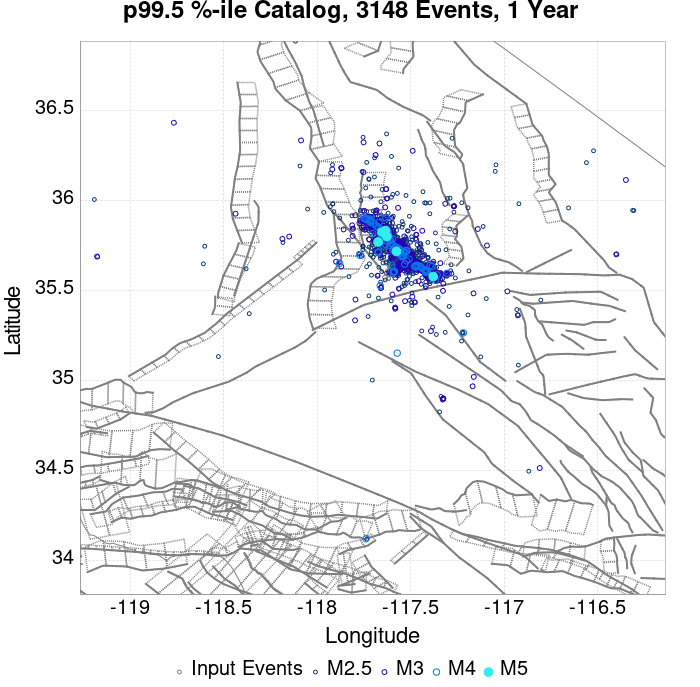 p99.5 %-ile Catalog, 3148 Events, 1 Year
36.5
36
35.5
35
34.5
34
Latitude
-119 -118.5 -118 -117.5 -117 -116.5
Longitude
Input Events M2.5 M3 M4 M5